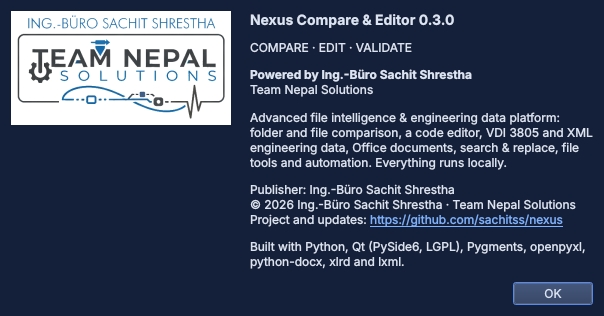 ING.-BÜRO SACHIT SHRESTHA
TEAM NEPAL
SOLUTIONS
Nexus Compare & Editor 0.3.0
COMPARE · EDIT · VALIDATE
Powered by Ing.-Büro Sachit Shrestha
Team Nepal Solutions
Advanced file intelligence & engineering data platform:
folder and file comparison, a code editor, VDI 3805 and XML
engineering data, Office documents, search & replace, file
tools and automation. Everything runs locally.
Publisher: Ing.-Büro Sachit Shrestha
© 2026 Ing.-Büro Sachit Shrestha · Team Nepal Solutions
Project and updates: https://github.com/sachitss/nexus
Built with Python, Qt (PySide6, LGPL), Pygments, openpyxl,
python-docx, xlrd and lxml.
OK